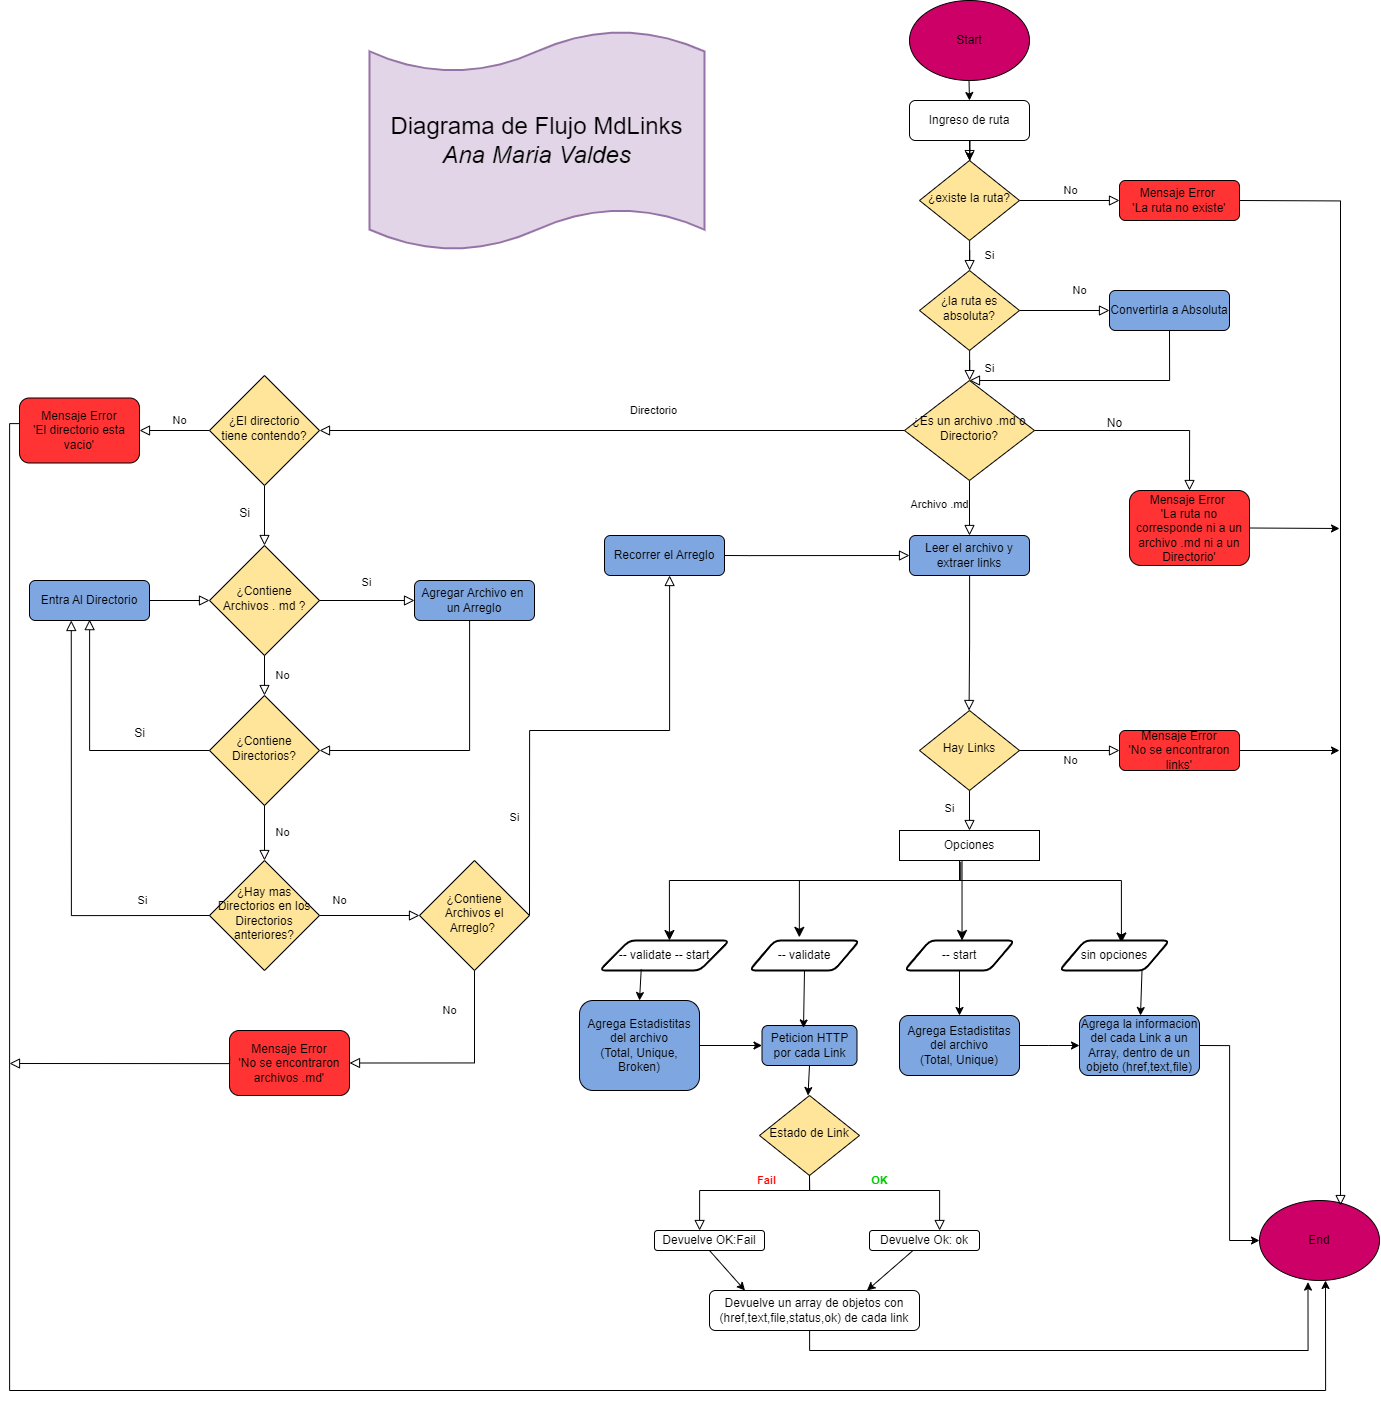 Start
Diagrama de Flujo MdLinks
Ana Maria Valdes
Ingreso de ruta
¿existe la ruta?
No
Mensaje Error
'La ruta no existe'
Si
¿la ruta es
absoluta?
No
Convertirla a Absoluta
Si
¿Es un archivo .md o
Directorio?
Directorio
No
Archivo .md
Mensaje Error
'La ruta no
corresponde ni a un
archivo .md ni a un
Directorio'
¿El directorio
tiene contendo?
No
Mensaje Error
'El directorio esta
vacio'
Si
¿Contiene
Archivos . md ?
Entra Al Directorio
Si
Agregar Archivo en
un Arreglo
Recorrer el Arreglo
Leer el archivo y
extraer links
No
¿Contiene
Directorios?
Si
No
¿Hay mas
Directorios en los
Directorios
anteriores?
Si
No
¿Contiene
Archivos el
Arreglo?
Si
No
Mensaje Error
'No se encontraron
archivos .md'
Hay Links
No
Mensaje Error
'No se encontraron
links'
Si
Opciones
-- validate -- start
-- validate
-- start
sin opciones
Agrega Estadistitas
del archivo
(Total, Unique,
Broken)
Peticion HTTP
por cada Link
Agrega Estadistitas
del archivo
(Total, Unique)
Agrega la informacion
del cada Link a un
Array, dentro de un
objeto (href,text,file)
Estado de Link
Fail
OK
Devuelve OK:Fail
Devuelve Ok: ok
End
Devuelve un array de objetos con
(href,text,file,status,ok) de cada link